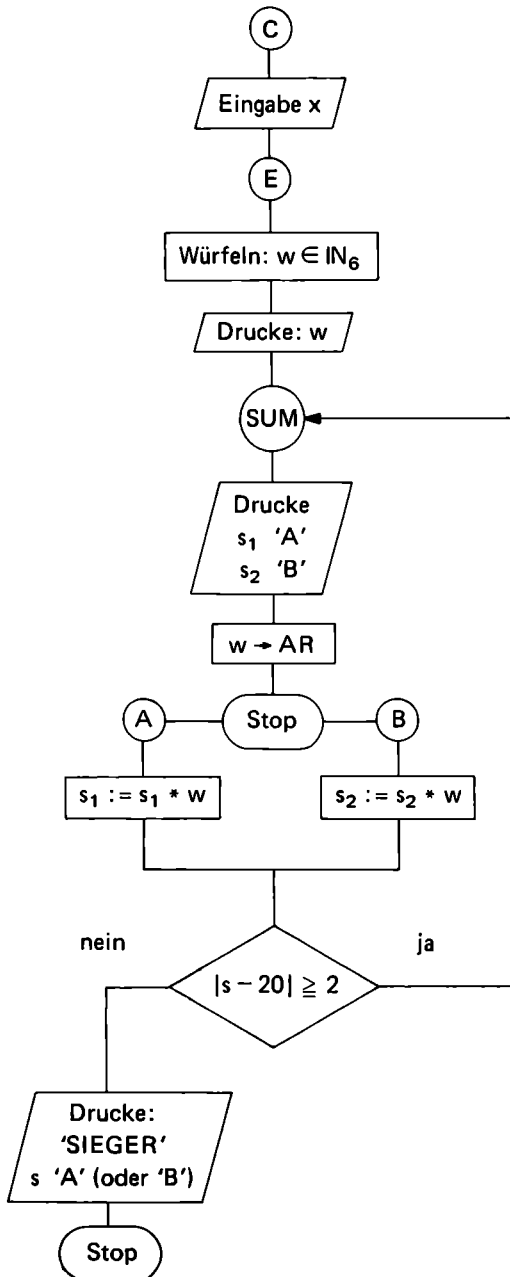 C
Eingabe x
E
Würfeln: w ∈ IN₆
Drucke: w
SUM
Drucke
s₁ 'A'
s₂ 'B'
w → AR
A
Stop
B
s₁ := s₁ * w
s₂ := s₂ * w
nein
ja
|s − 20| ≧ 2
Drucke:
'SIEGER'
s 'A' (oder 'B')
Stop